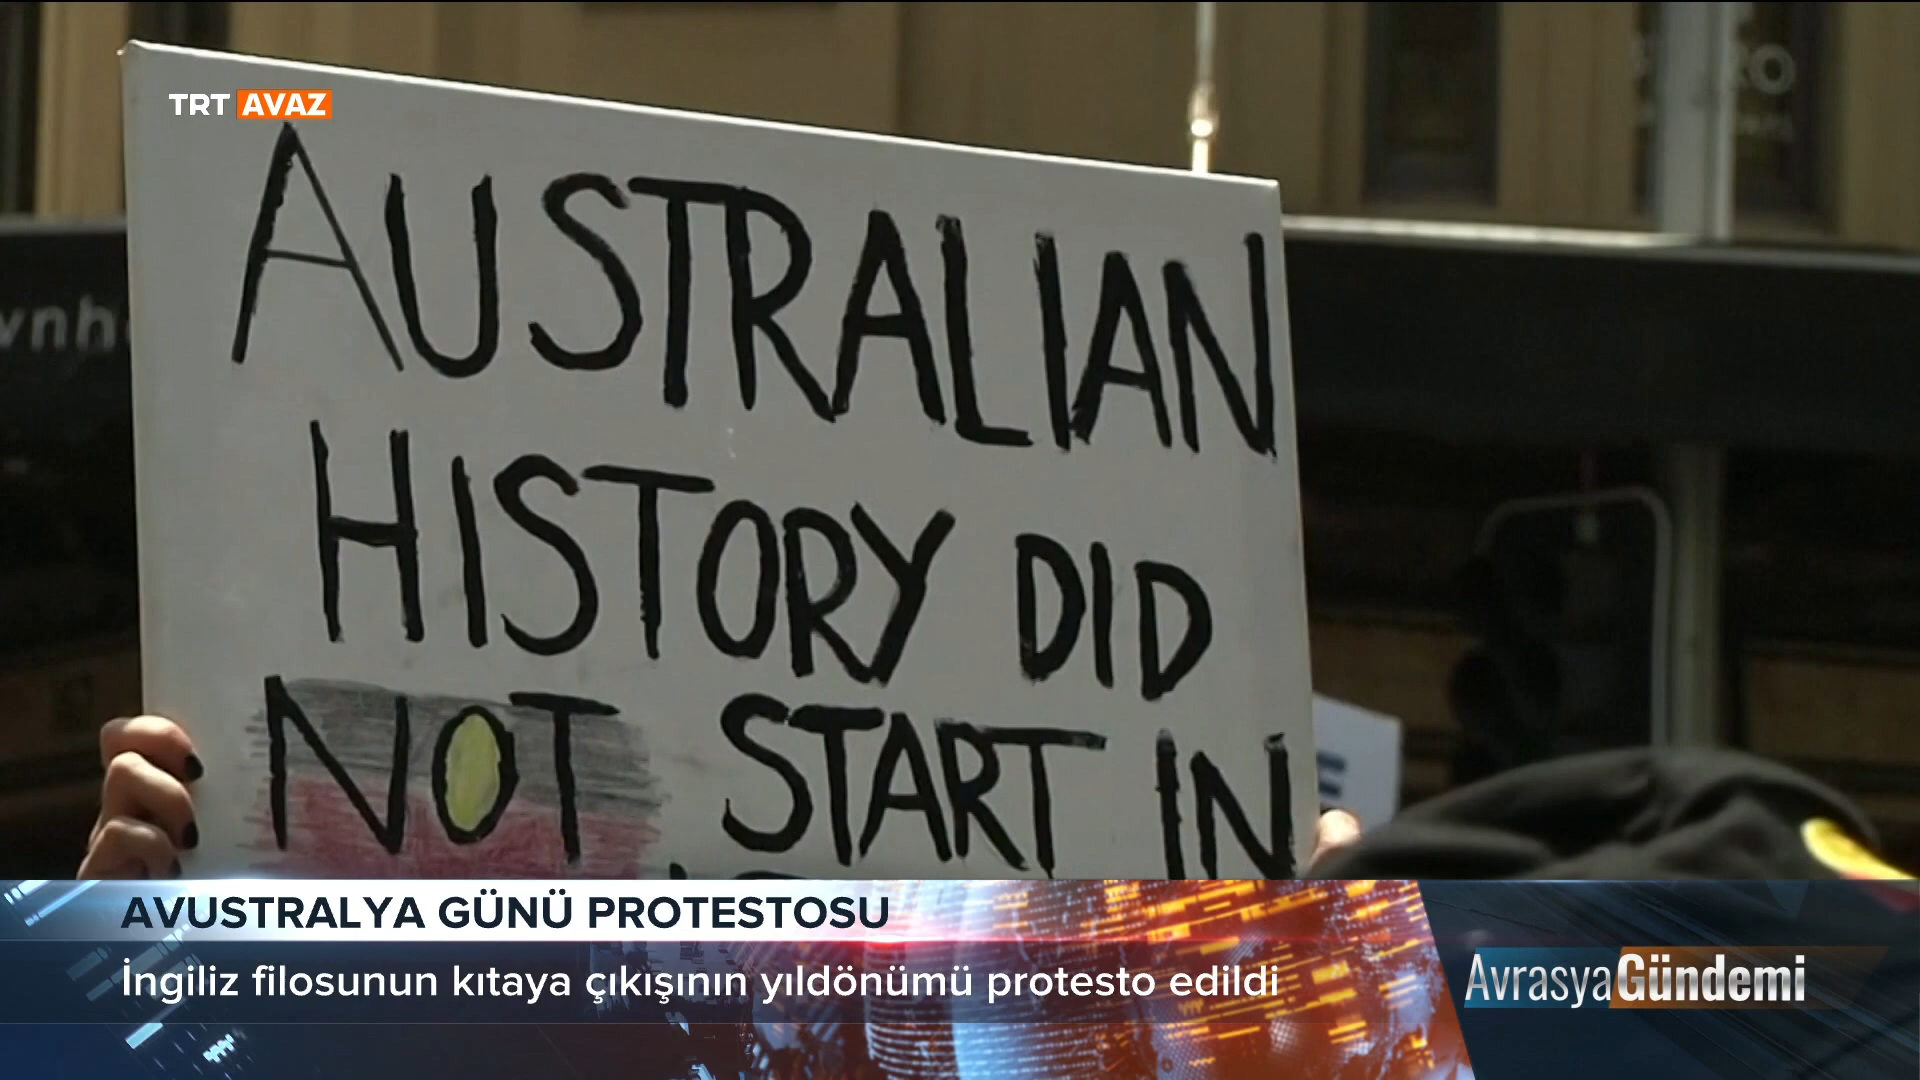 TRT AVAZ
AUSTRALIAN
HISTORY DID
NOT START IN
AVUSTRALYA GÜNÜ PROTESTOSU
İngiliz filosunun kıtaya çıkışının yıldönümü protesto edildi
AvrasyaGündemi